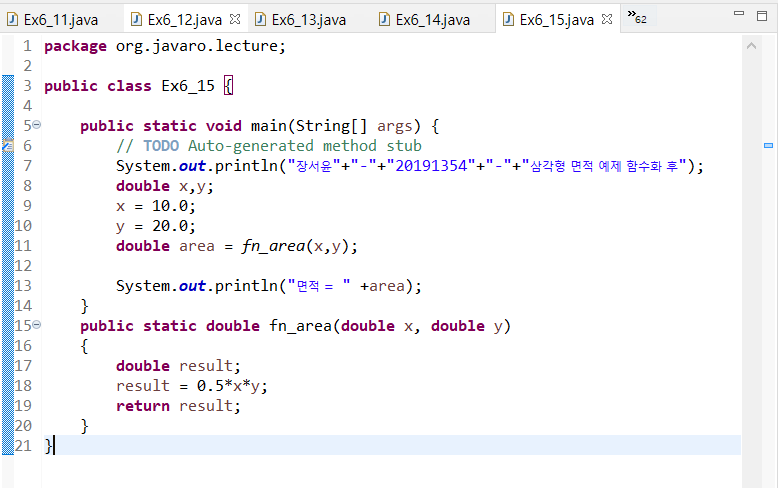 Ex6_11.java Ex6_12.java Ex6_13.java Ex6_14.java Ex6_15.java »62
1 package org.javaro.lecture;
2
3 public class Ex6_15 {
4
5 public static void main(String[] args) {
6 // TODO Auto-generated method stub
7 System.out.println("장서윤"+"-"+"20191354"+"-"+"삼각형 면적 예제 함수화 후");
8 double x,y;
9 x = 10.0;
10 y = 20.0;
11 double area = fn_area(x,y);
12
13 System.out.println("면적 = " +area);
14 }
15 public static double fn_area(double x, double y)
16 {
17 double result;
18 result = 0.5*x*y;
19 return result;
20 }
21 }